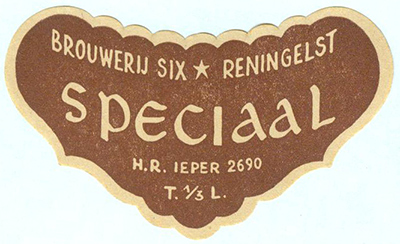 BROUWERIJ SIX ★ RENINGELST
SPECIAAL
H.R. IEPER 2690
T. 1/3 L.